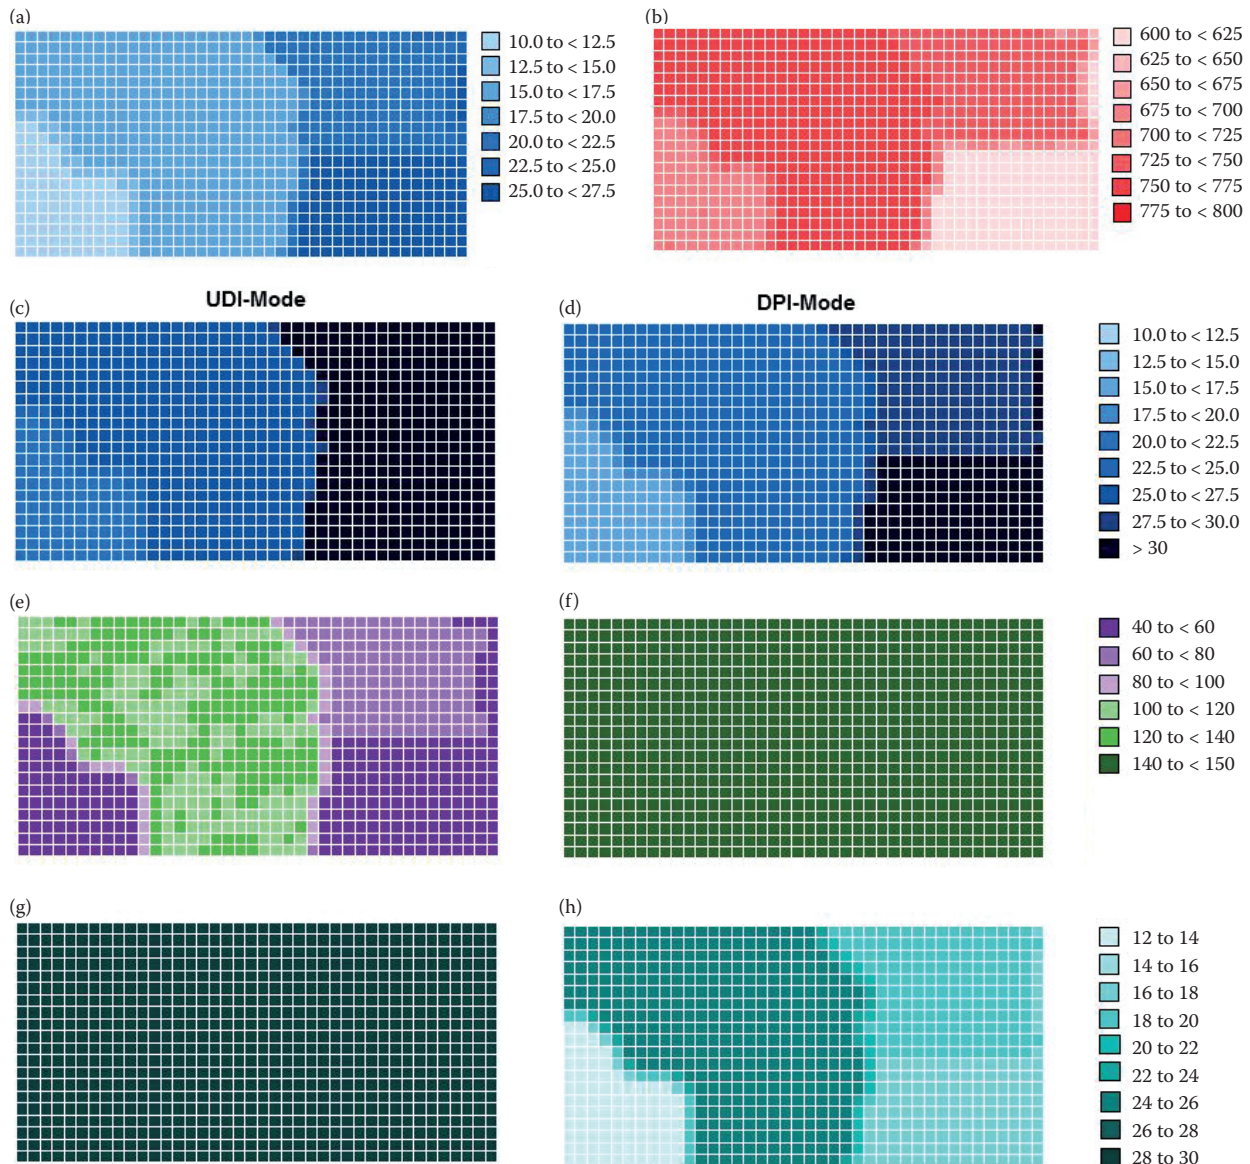 (a)
10.0 to < 12.5
12.5 to < 15.0
15.0 to < 17.5
17.5 to < 20.0
20.0 to < 22.5
22.5 to < 25.0
25.0 to < 27.5
(b)
600 to < 625
625 to < 650
650 to < 675
675 to < 700
700 to < 725
725 to < 750
750 to < 775
775 to < 800
(c)
UDI-Mode
(d)
DPI-Mode
10.0 to < 12.5
12.5 to < 15.0
15.0 to < 17.5
17.5 to < 20.0
20.0 to < 22.5
22.5 to < 25.0
25.0 to < 27.5
27.5 to < 30.0
> 30
(e)
(f)
40 to < 60
60 to < 80
80 to < 100
100 to < 120
120 to < 140
140 to < 150
(g)
(h)
12 to 14
14 to 16
16 to 18
18 to 20
20 to 22
22 to 24
24 to 26
26 to 28
28 to 30